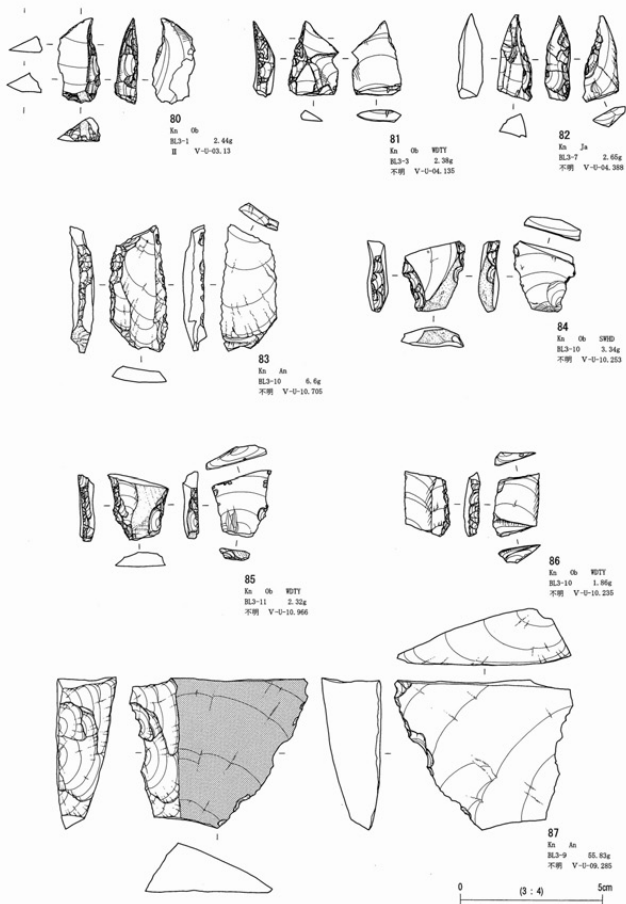 80
Kn Ob
BL3-1 2.44g
Ⅲ Ⅴ-U-03.13
81
Kn Ob WDTY
BL3-3 2.38g
不明 Ⅴ-U-04.135
82
Kn Ja
BL3-7 2.65g
不明 Ⅴ-U-04.388
83
Kn An
BL3-10 6.6g
不明 Ⅴ-U-10.705
84
Kn Ob SWHD
BL3-10 3.34g
不明 Ⅴ-U-10.253
85
Kn Ob WDTY
BL3-11 2.32g
不明 Ⅴ-U-10.966
86
Kn Ob WDTY
BL3-10 1.86g
不明 Ⅴ-U-10.235
87
Kn An
BL3-9 55.83g
不明 Ⅴ-U-09.285
0 (3 : 4) 5cm